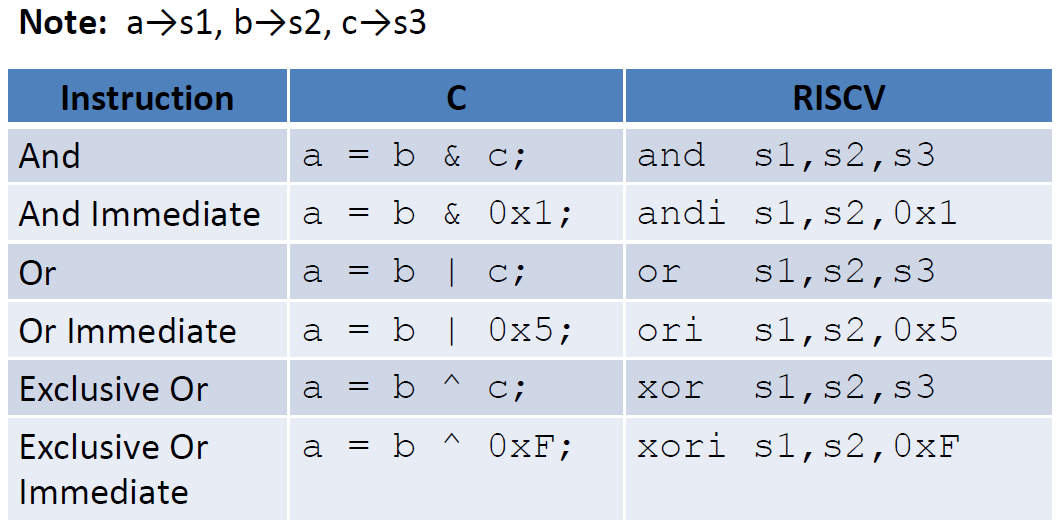 Note: a→s1, b→s2, c→s3
Instruction C RISCV
And a = b & c; and s1,s2,s3
And Immediate a = b & 0x1; andi s1,s2,0x1
Or a = b | c; or s1,s2,s3
Or Immediate a = b | 0x5; ori s1,s2,0x5
Exclusive Or a = b ^ c; xor s1,s2,s3
Exclusive Or a = b ^ 0xF; xori s1,s2,0xF
Immediate